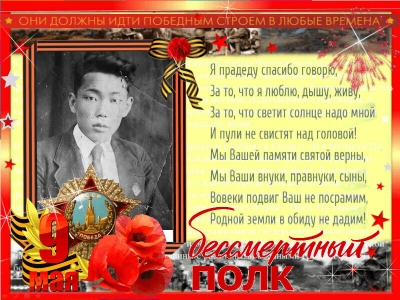 ОНИ ДОЛЖНЫ ИДТИ ПОБЕДНЫМ СТРОЕМ В ЛЮБЫЕ ВРЕМЕНА
Я прадеду спасибо говорю,
За то, что я люблю, дышу, живу,
За то, что светит солнце надо мной
И пули не свистят над головой!
Мы Вашей памяти святой верны,
Мы Ваши внуки, правнуки, сыны,
Вовеки подвиг Ваш не посрамим,
Родной земли в обиду не дадим!
ПОБЕДА
9
мая
бессмертный
ПОЛК